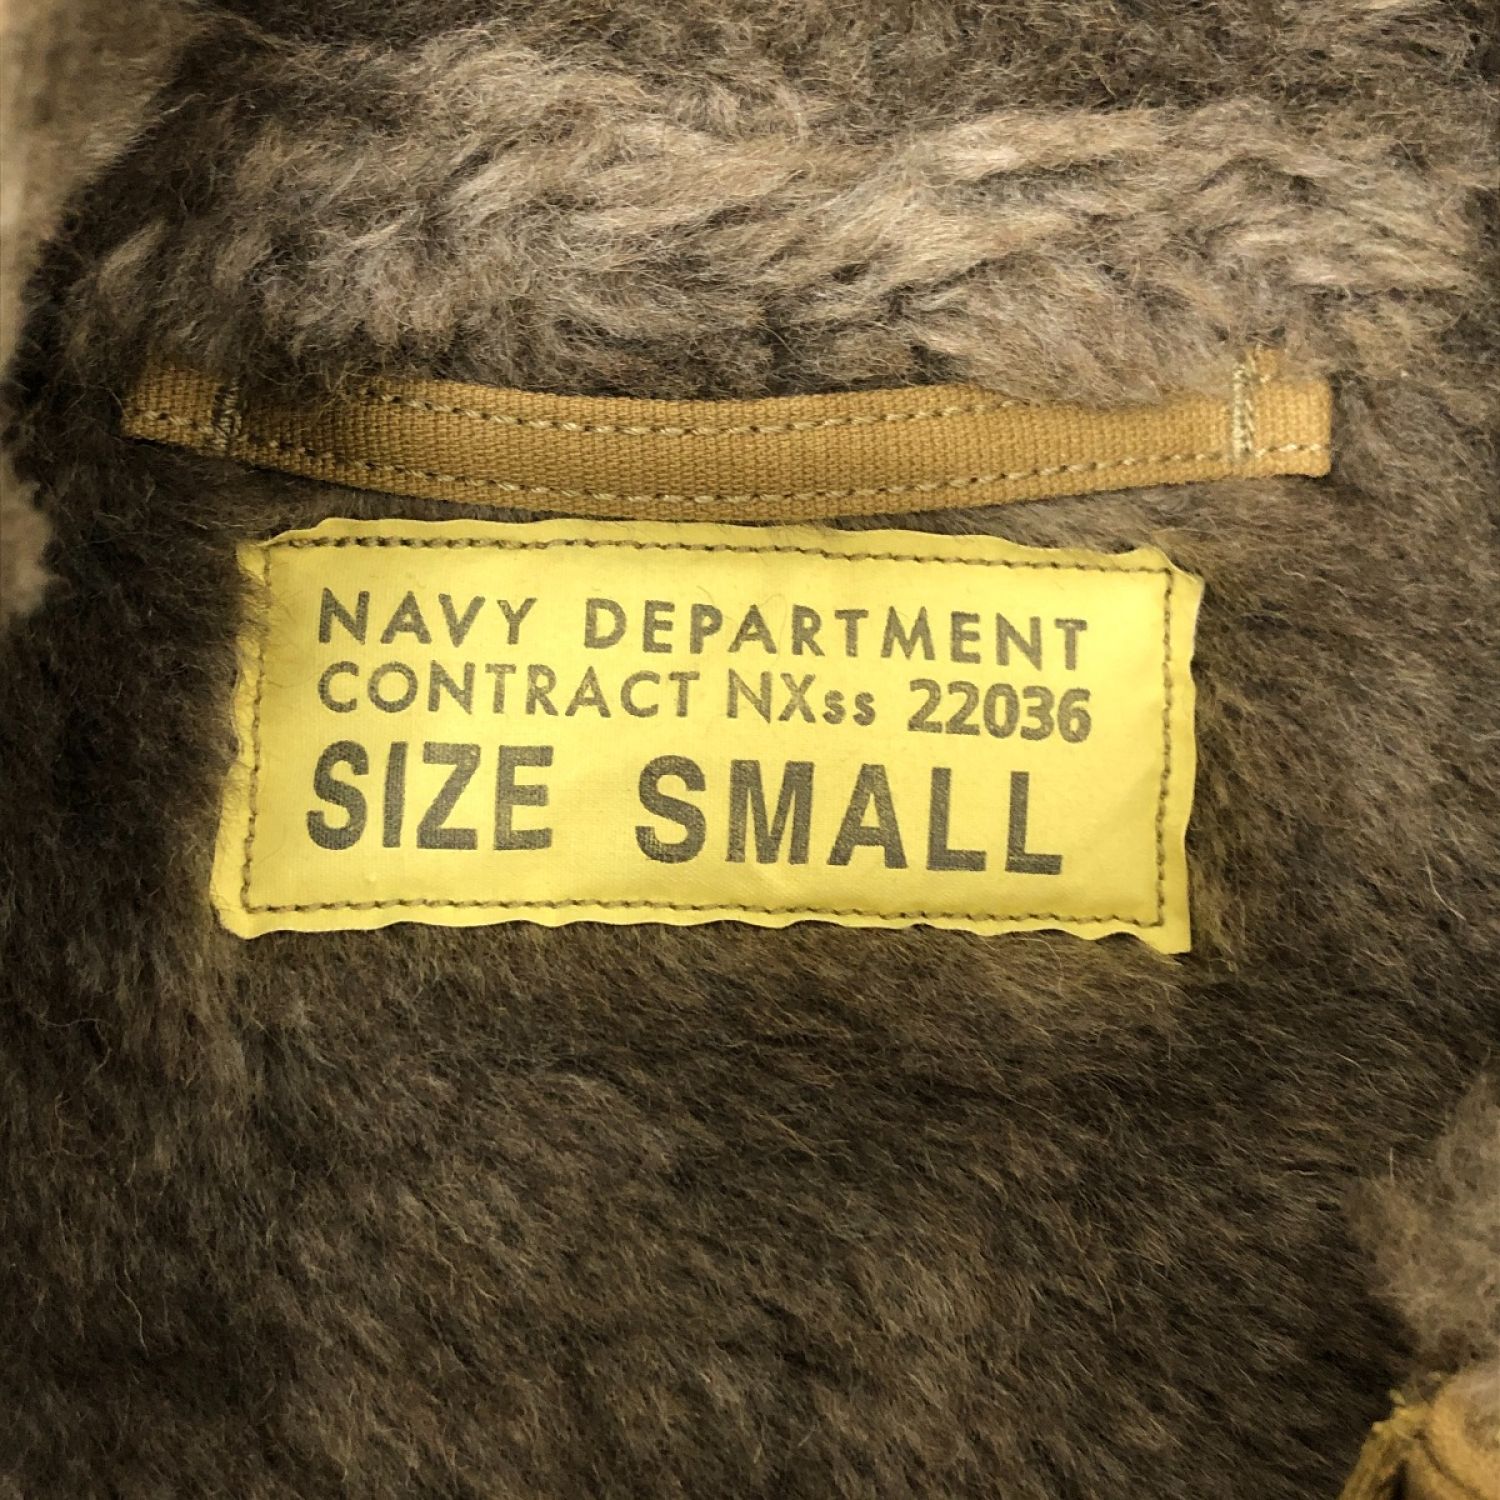 NAVY DEPARTMENT
CONTRACT NXss 22036
SIZE SMALL